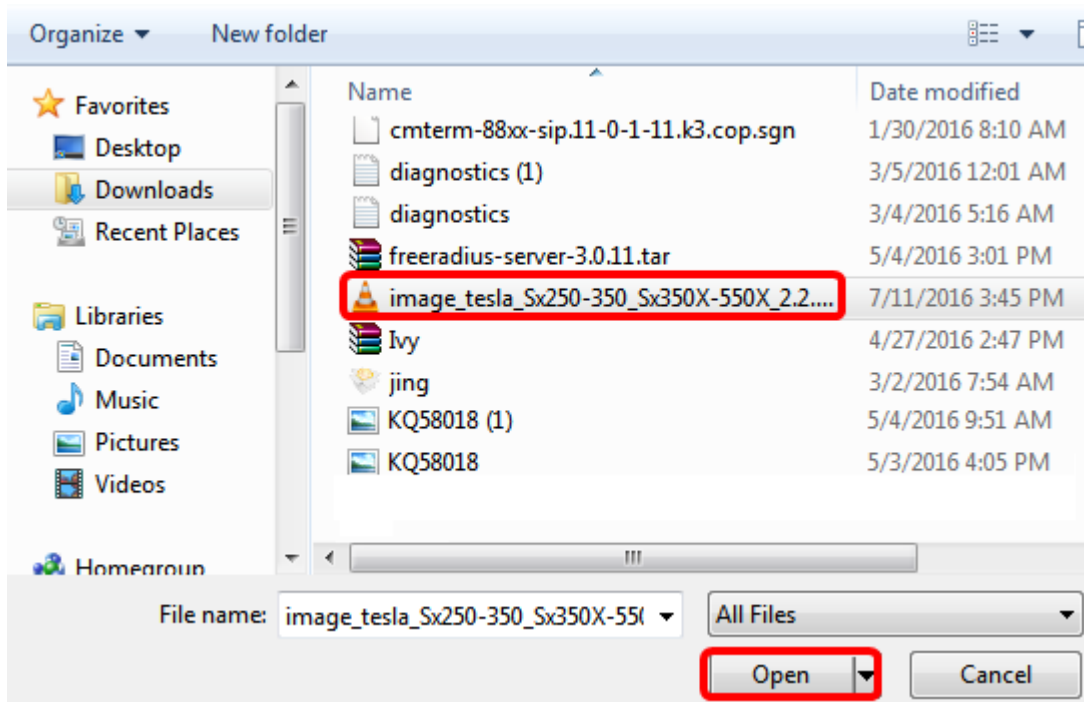 Organize New folder
Favorites
Desktop
Downloads
Recent Places
Libraries
Documents
Music
Pictures
Videos
Homegroup
Name Date modified
cmterm-88xx-sip.11-0-1-11.k3.cop.sgn 1/30/2016 8:10 AM
diagnostics (1) 3/5/2016 12:01 AM
diagnostics 3/4/2016 5:16 AM
freeradius-server-3.0.11.tar 5/4/2016 3:01 PM
image_tesla_Sx250-350_Sx350X-550X_2.2.... 7/11/2016 3:45 PM
Ivy 4/27/2016 2:47 PM
jing 3/2/2016 7:54 AM
KQ58018 (1) 5/4/2016 9:51 AM
KQ58018 5/3/2016 4:05 PM
File name: image_tesla_Sx250-350_Sx350X-55( All Files
Open Cancel